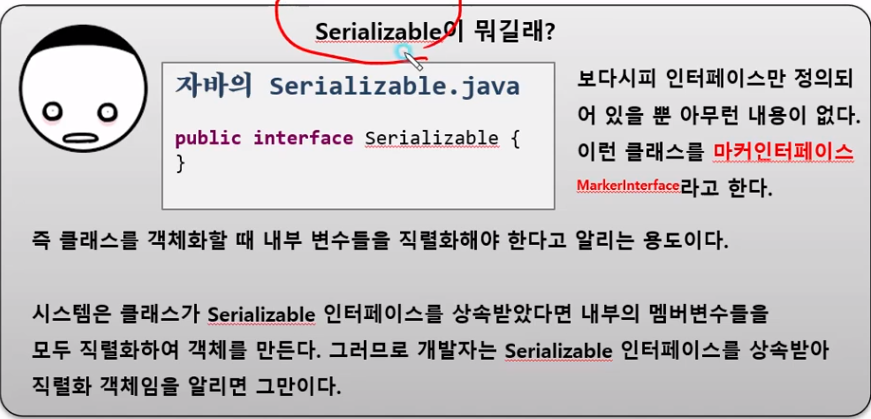 Serializable이 뭐길래?
자바의 Serializable.java
public interface Serializable {
}
보다시피 인터페이스만 정의되
어 있을 뿐 아무런 내용이 없다.
이런 클래스를 마커인터페이스
MarkerInterface라고 한다.
즉 클래스를 객체화할 때 내부 변수들을 직렬화해야 한다고 알리는 용도이다.
시스템은 클래스가 Serializable 인터페이스를 상속받았다면 내부의 멤버변수들을
모두 직렬화하여 객체를 만든다. 그러므로 개발자는 Serializable 인터페이스를 상속받아
직렬화 객체임을 알리면 그만이다.